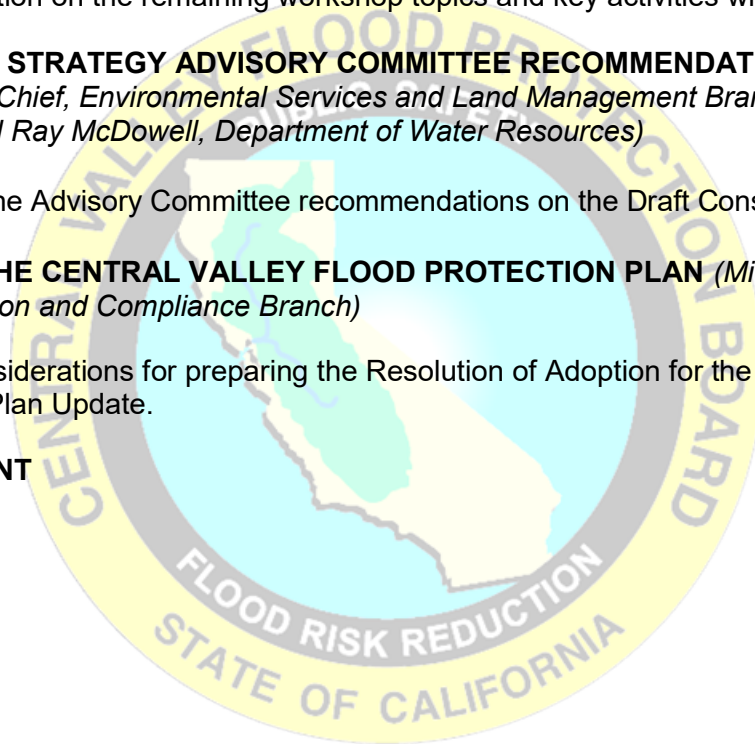 tion on the remaining workshop topics and key activities w
STRATEGY ADVISORY COMMITTEE RECOMMENDAT
Chief, Environmental Services and Land Management Bran
Ray McDowell, Department of Water Resources)
he Advisory Committee recommendations on the Draft Cons
HE CENTRAL VALLEY FLOOD PROTECTION PLAN (Mi
on and Compliance Branch)
siderations for preparing the Resolution of Adoption for the
Plan Update.
NT
CENTRAL VALLEY FLOOD PROTECTION BOARD
PUBLIC SAFETY
FLOOD RISK REDUCTION
STATE OF CALIFORNIA